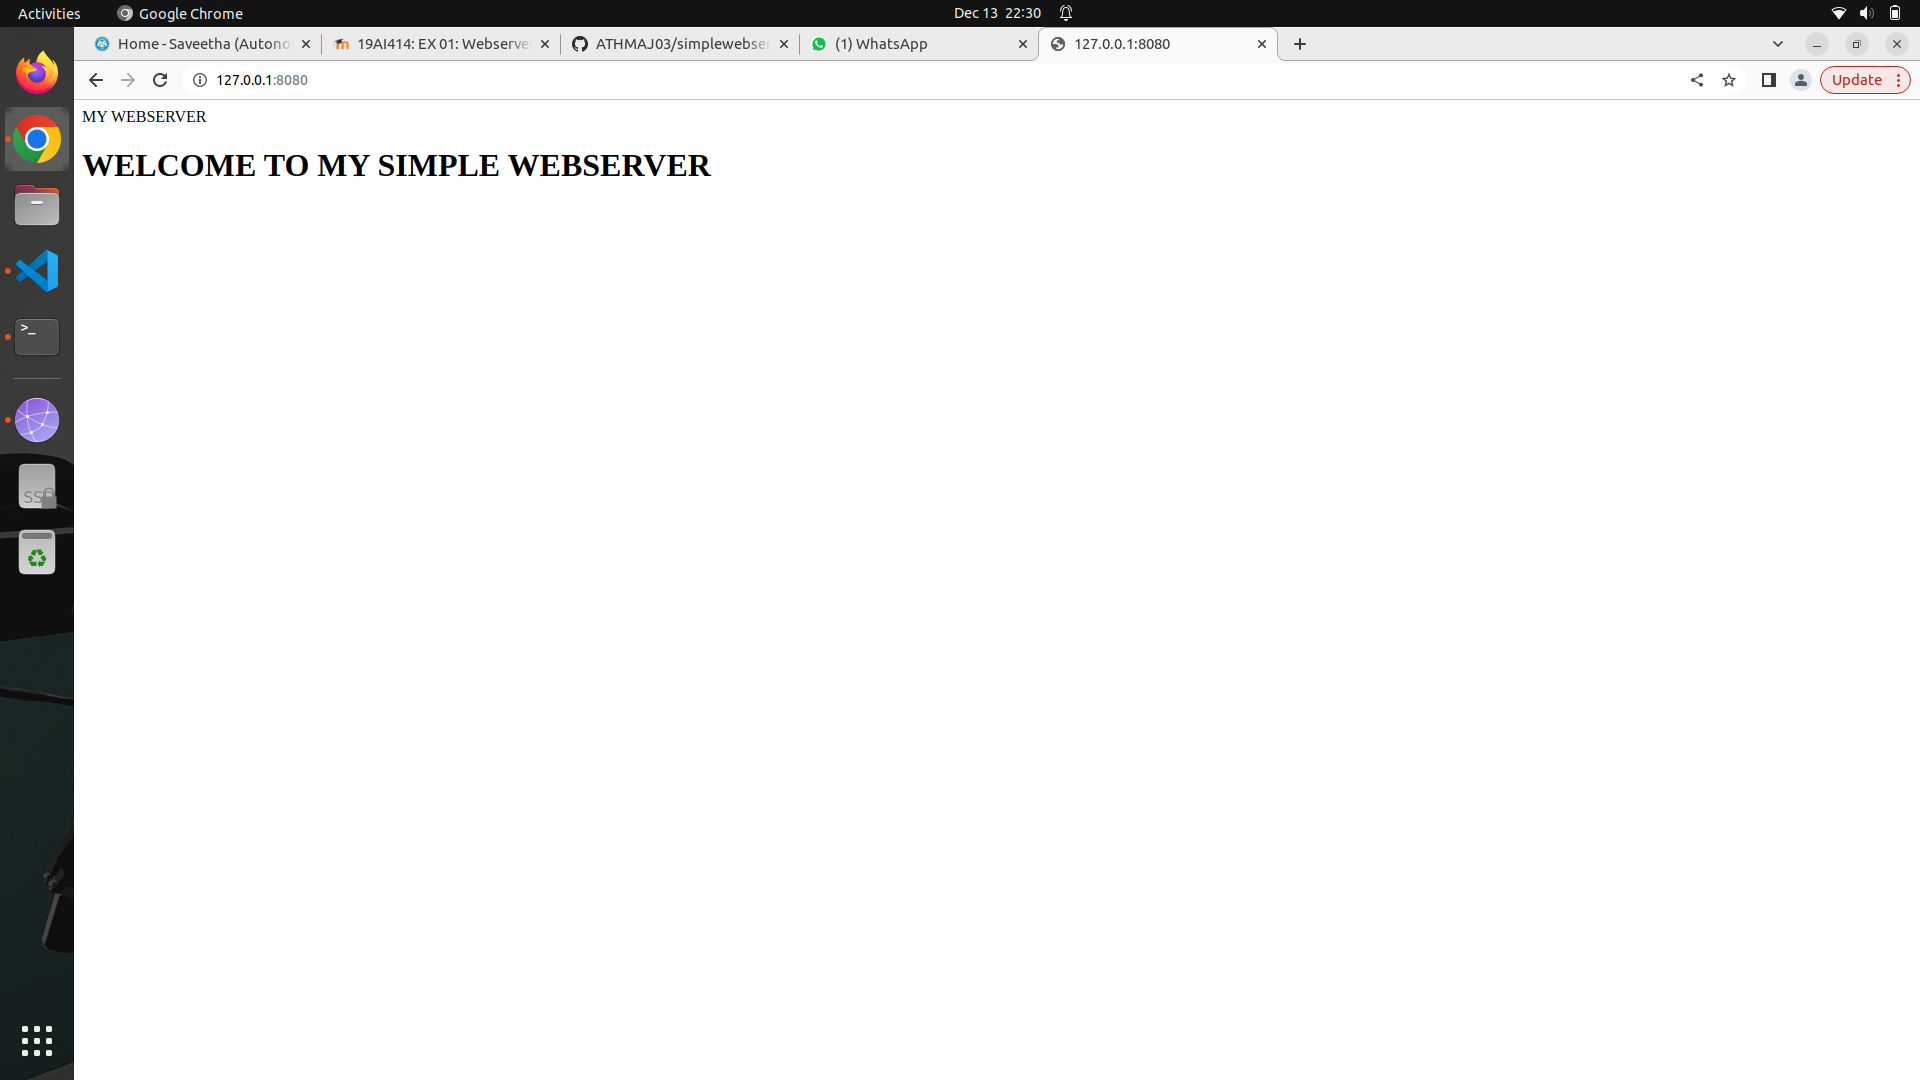 Activities
Google Chrome
Dec 13 22:30
Home - Saveetha (Autono
19AI414: EX 01: Webserve
ATHMAJ03/simplewebser
(1) WhatsApp
127.0.0.1:8080
127.0.0.1:8080
Update
MY WEBSERVER
WELCOME TO MY SIMPLE WEBSERVER
>_